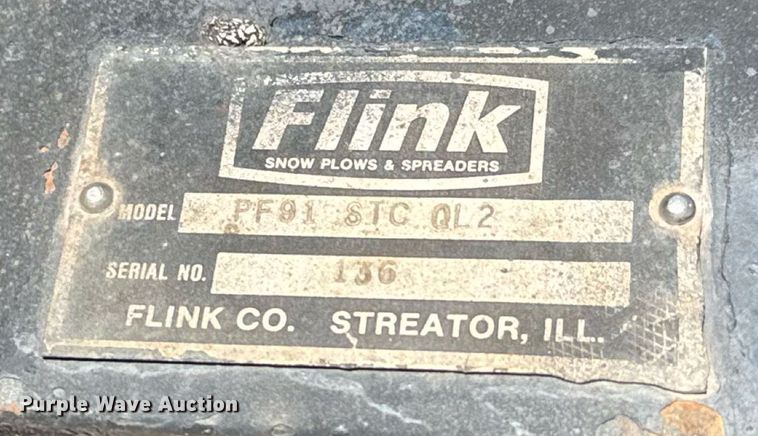 Flink
SNOW PLOWS & SPREADERS
MODEL PF91 STC QL2
SERIAL NO. 136
FLINK CO. STREATOR, ILL.
Purple Wave Auction